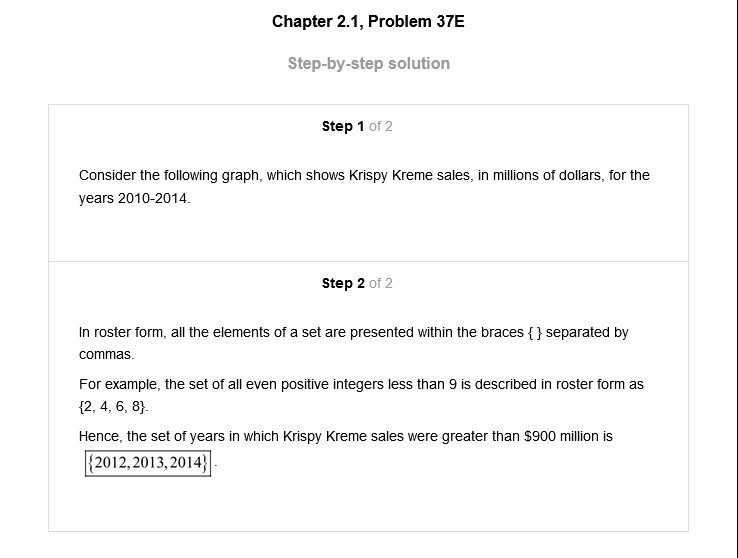 Chapter 2.1, Problem 37E
Step-by-step solution
Step 1 of 2
Consider the following graph, which shows Krispy Kreme sales, in millions of dollars, for the
years 2010-2014.
Step 2 of 2
In roster form, all the elements of a set are presented within the braces { } separated by
commas.
For example, the set of all even positive integers less than 9 is described in roster form as
{2, 4, 6, 8}.
Hence, the set of years in which Krispy Kreme sales were greater than $900 million is
{2012,2013,2014}.